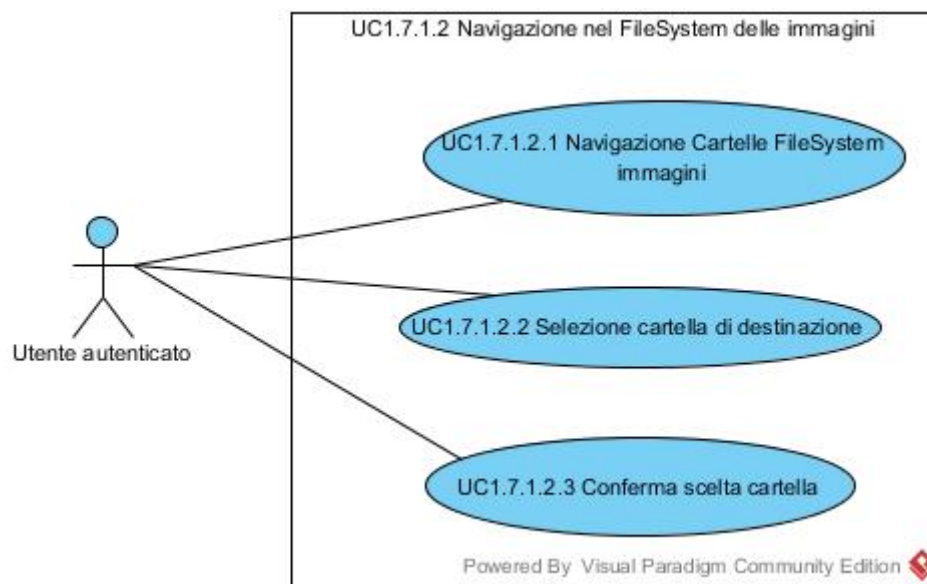 UC1.7.1.2 Navigazione nel FileSystem delle immagini
UC1.7.1.2.1 Navigazione Cartelle FileSystem
immagini
UC1.7.1.2.2 Selezione cartella di destinazione
Utente autenticato
UC1.7.1.2.3 Conferma scelta cartella
Powered By Visual Paradigm Community Edition